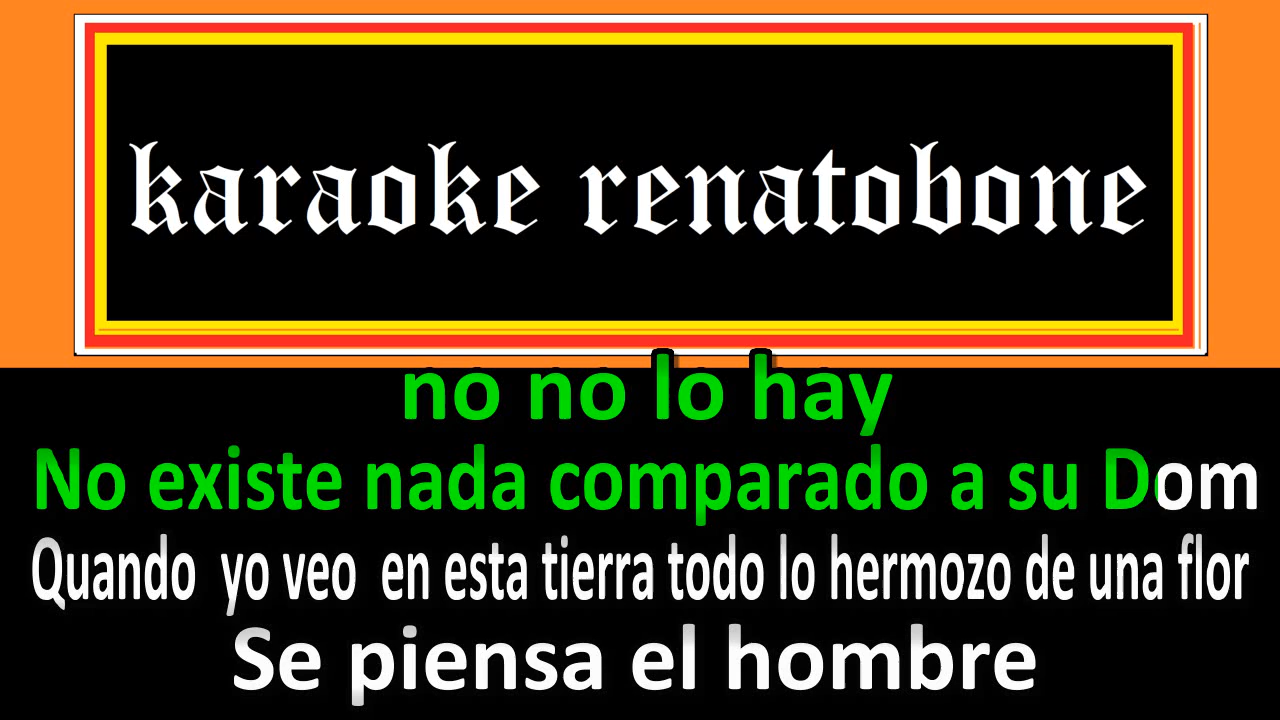 karaoke renatobone
no no lo hay
No existe nada comparado a su Dom
Quando yo veo en esta tierra todo lo hermozo de una flor
Se piensa el hombre